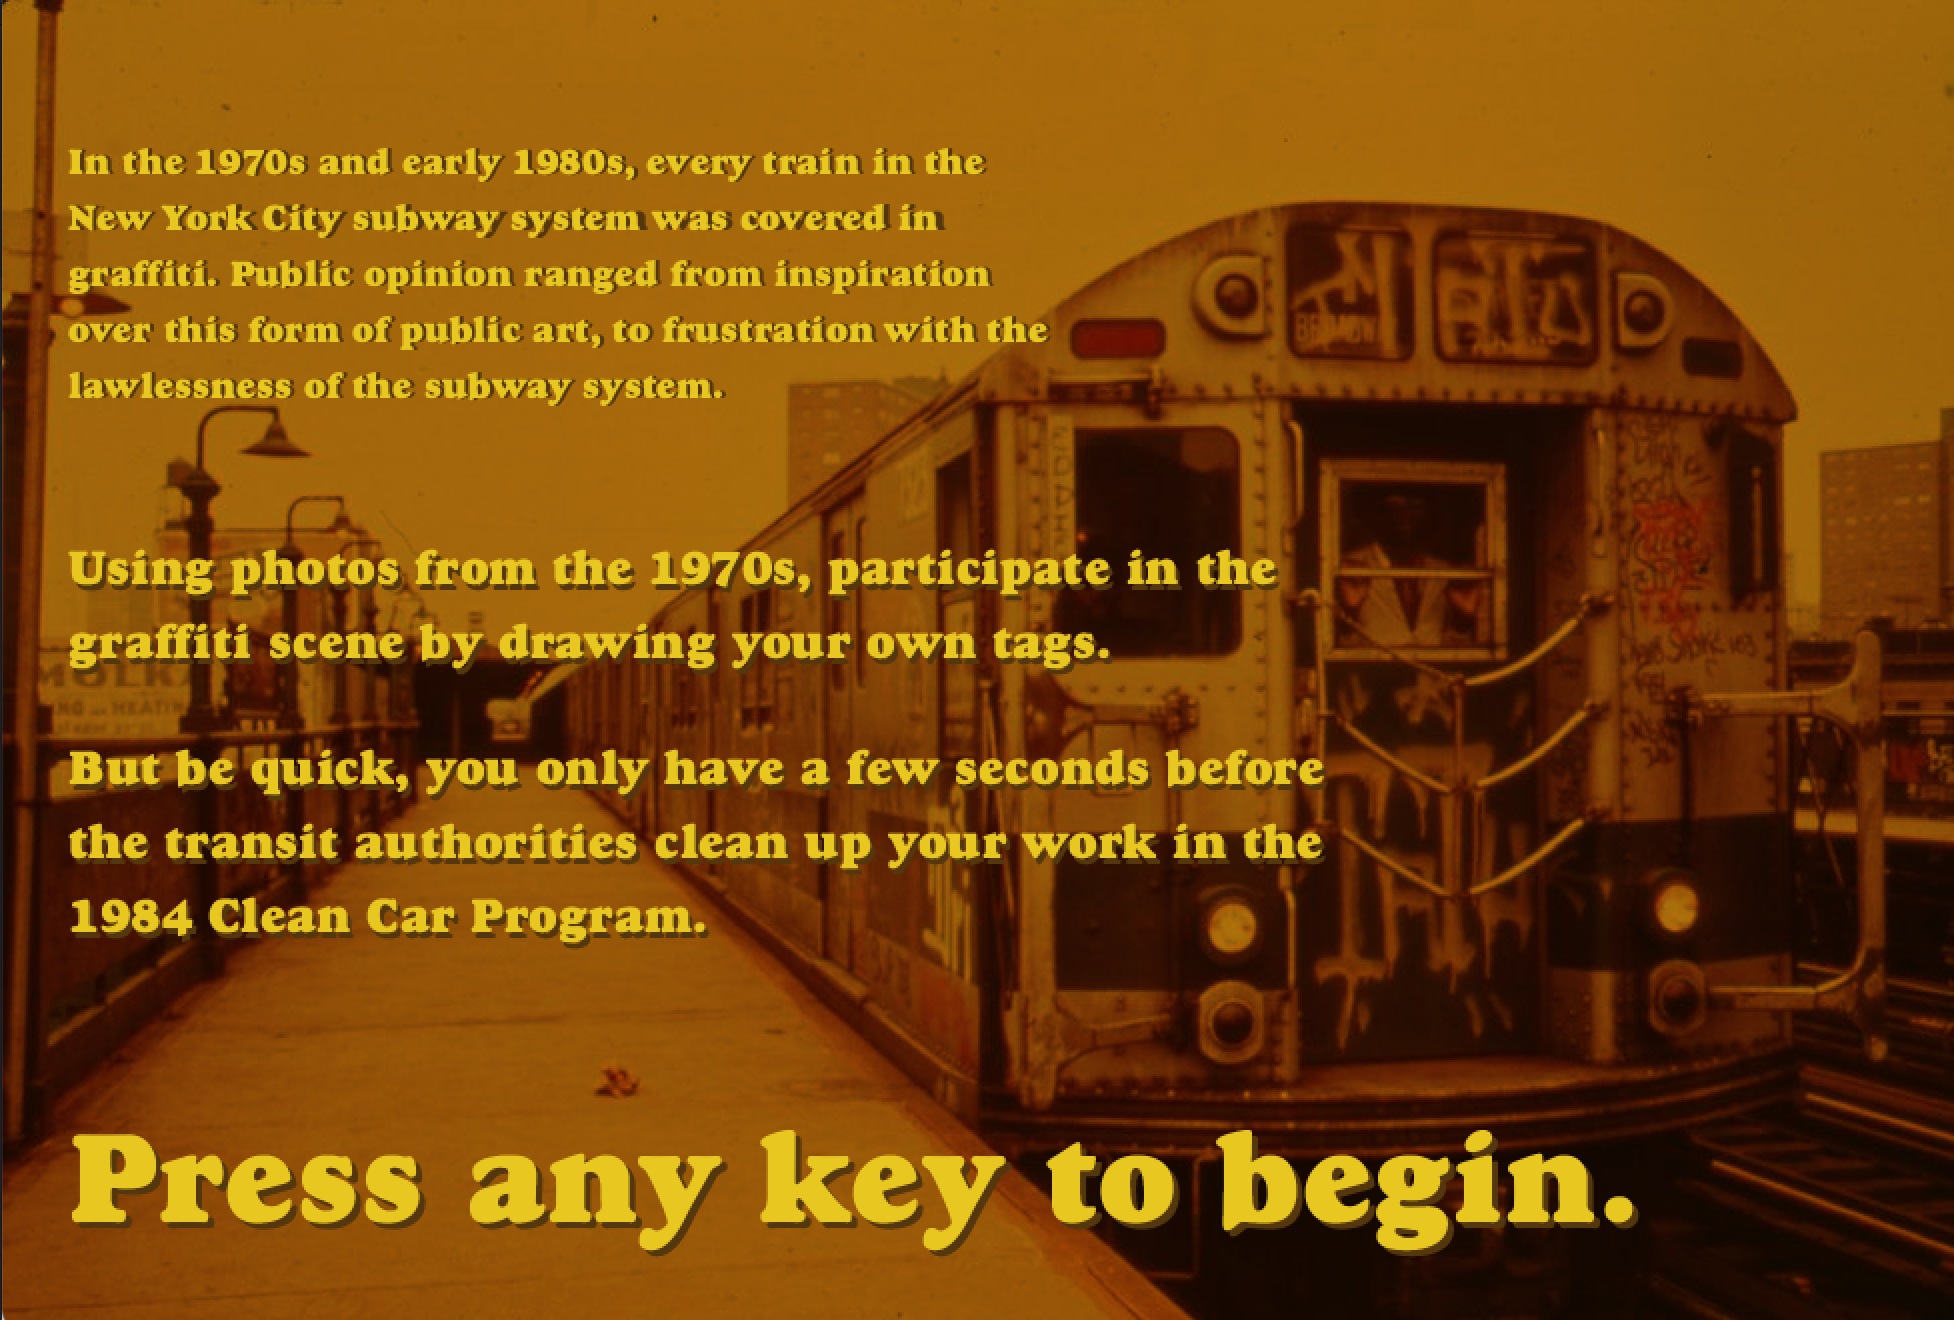 In the 1970s and early 1980s, every train in the
New York City subway system was covered in
graffiti. Public opinion ranged from inspiration
over this form of public art, to frustration with the
lawlessness of the subway system.
Using photos from the 1970s, participate in the
graffiti scene by drawing your own tags.
But be quick, you only have a few seconds before
the transit authorities clean up your work in the
1984 Clean Car Program.
Press any key to begin.